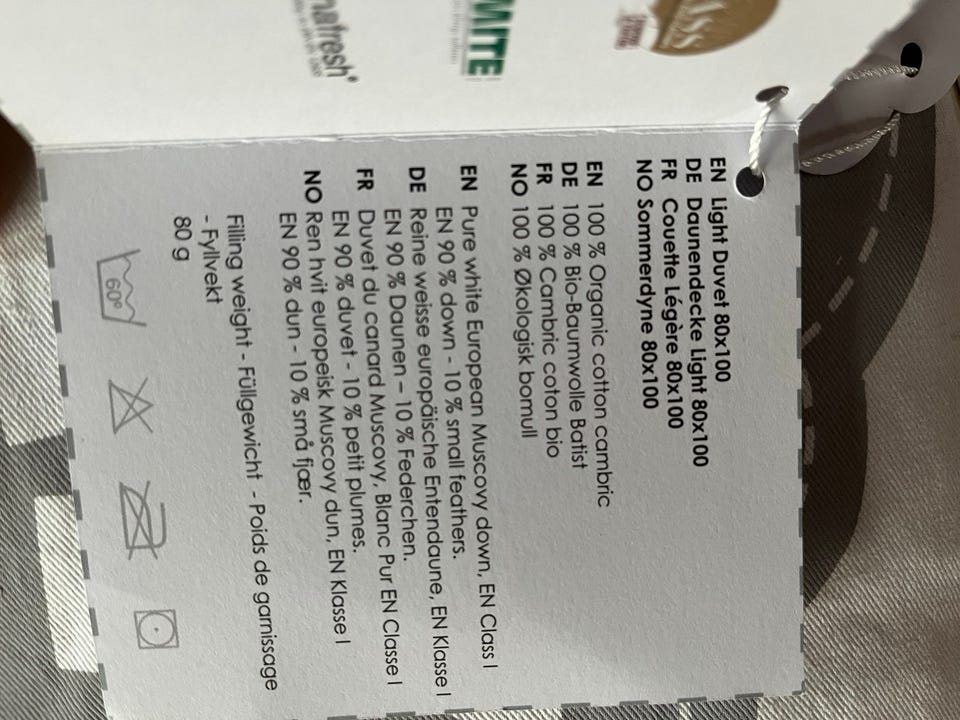 EN Light Duvet 80x100
DE Daunendecke Light 80x100
FR Couette Légère 80x100
NO Sommerdyne 80x100
EN 100 % Organic cotton cambric
DE 100 % Bio-Baumwolle Batist
FR 100 % Cambric coton bio
NO 100 % Økologisk bomull
EN Pure white European Muscovy down, EN Class I
EN 90 % down - 10 % small feathers.
DE Reine weisse europäische Entendaune, EN Klasse I
EN 90 % Daunen – 10 % Federchen.
FR Duvet du canard Muscovy, Blanc Pur EN Classe I
EN 90 % duvet - 10 % petit plumes.
NO Ren hvit europeisk Muscovy dun, EN Klasse I
EN 90 % dun - 10 % små fjær.
Filling weight - Füllgewicht - Poids de garnissage
- Fyllvekt
80 g
60°